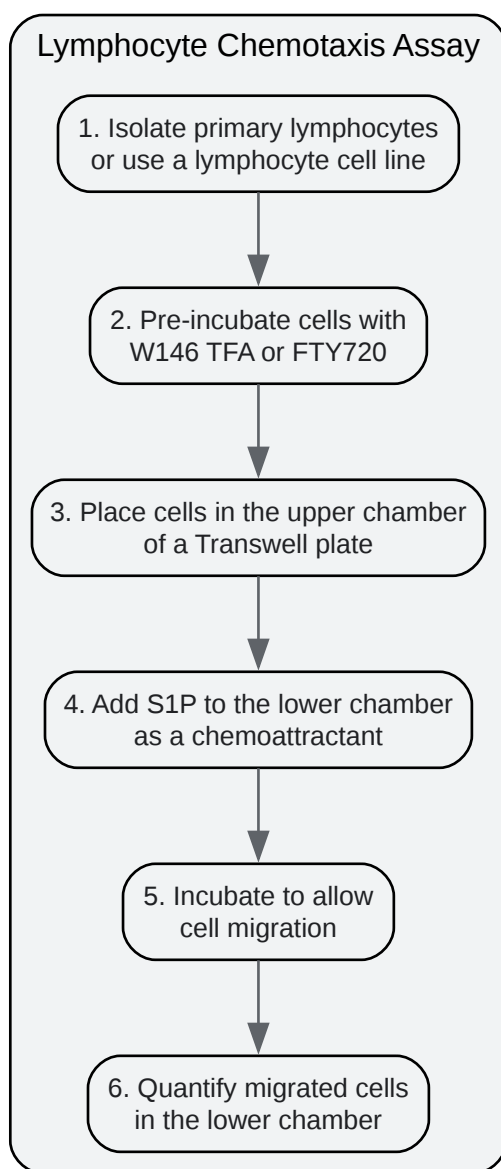 Lymphocyte Chemotaxis Assay
1. Isolate primary lymphocytes
or use a lymphocyte cell line
2. Pre-incubate cells with
W146 TFA or FTY720
3. Place cells in the upper chamber
of a Transwell plate
4. Add S1P to the lower chamber
as a chemoattractant
5. Incubate to allow
cell migration
6. Quantify migrated cells
in the lower chamber